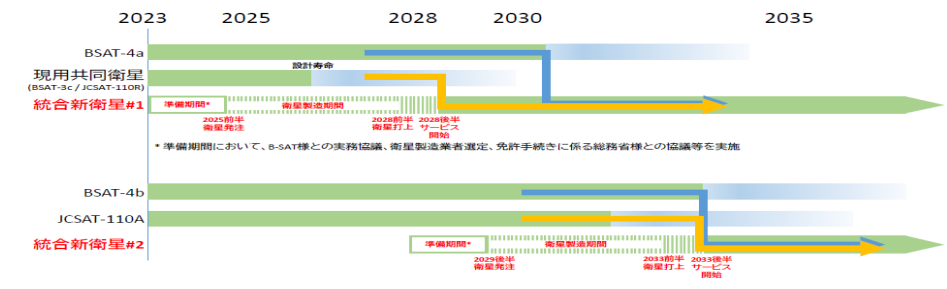 2023 2025 2028 2030 2035
BSAT-4a
設計寿命
現用共同衛星
(BSAT-3c / JCSAT-110R)
統合新衛星#1
準備期間*
衛星製造期間
2025前半
衛星発注
2028前半
衛星打上
2028後半
サービス
開始
* 準備期間において、B-SAT様との実務協議、衛星製造業者選定、免許手続きに係る総務省様との協議等を実施
BSAT-4b
JCSAT-110A
統合新衛星#2
準備期間*
衛星製造期間
2029後半
衛星発注
2033前半
衛星打上
2033後半
サービス
開始